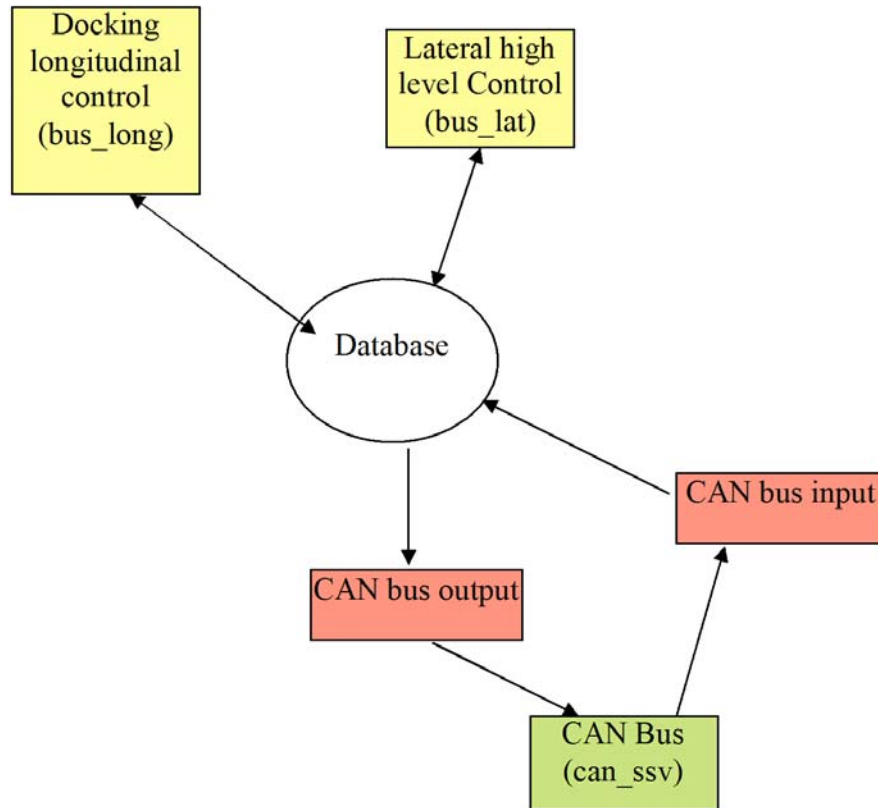 Docking
longitudinal
control
(bus_long)
Lateral high
level Control
(bus_lat)
Database
CAN bus input
CAN bus output
CAN Bus
(can_ssv)